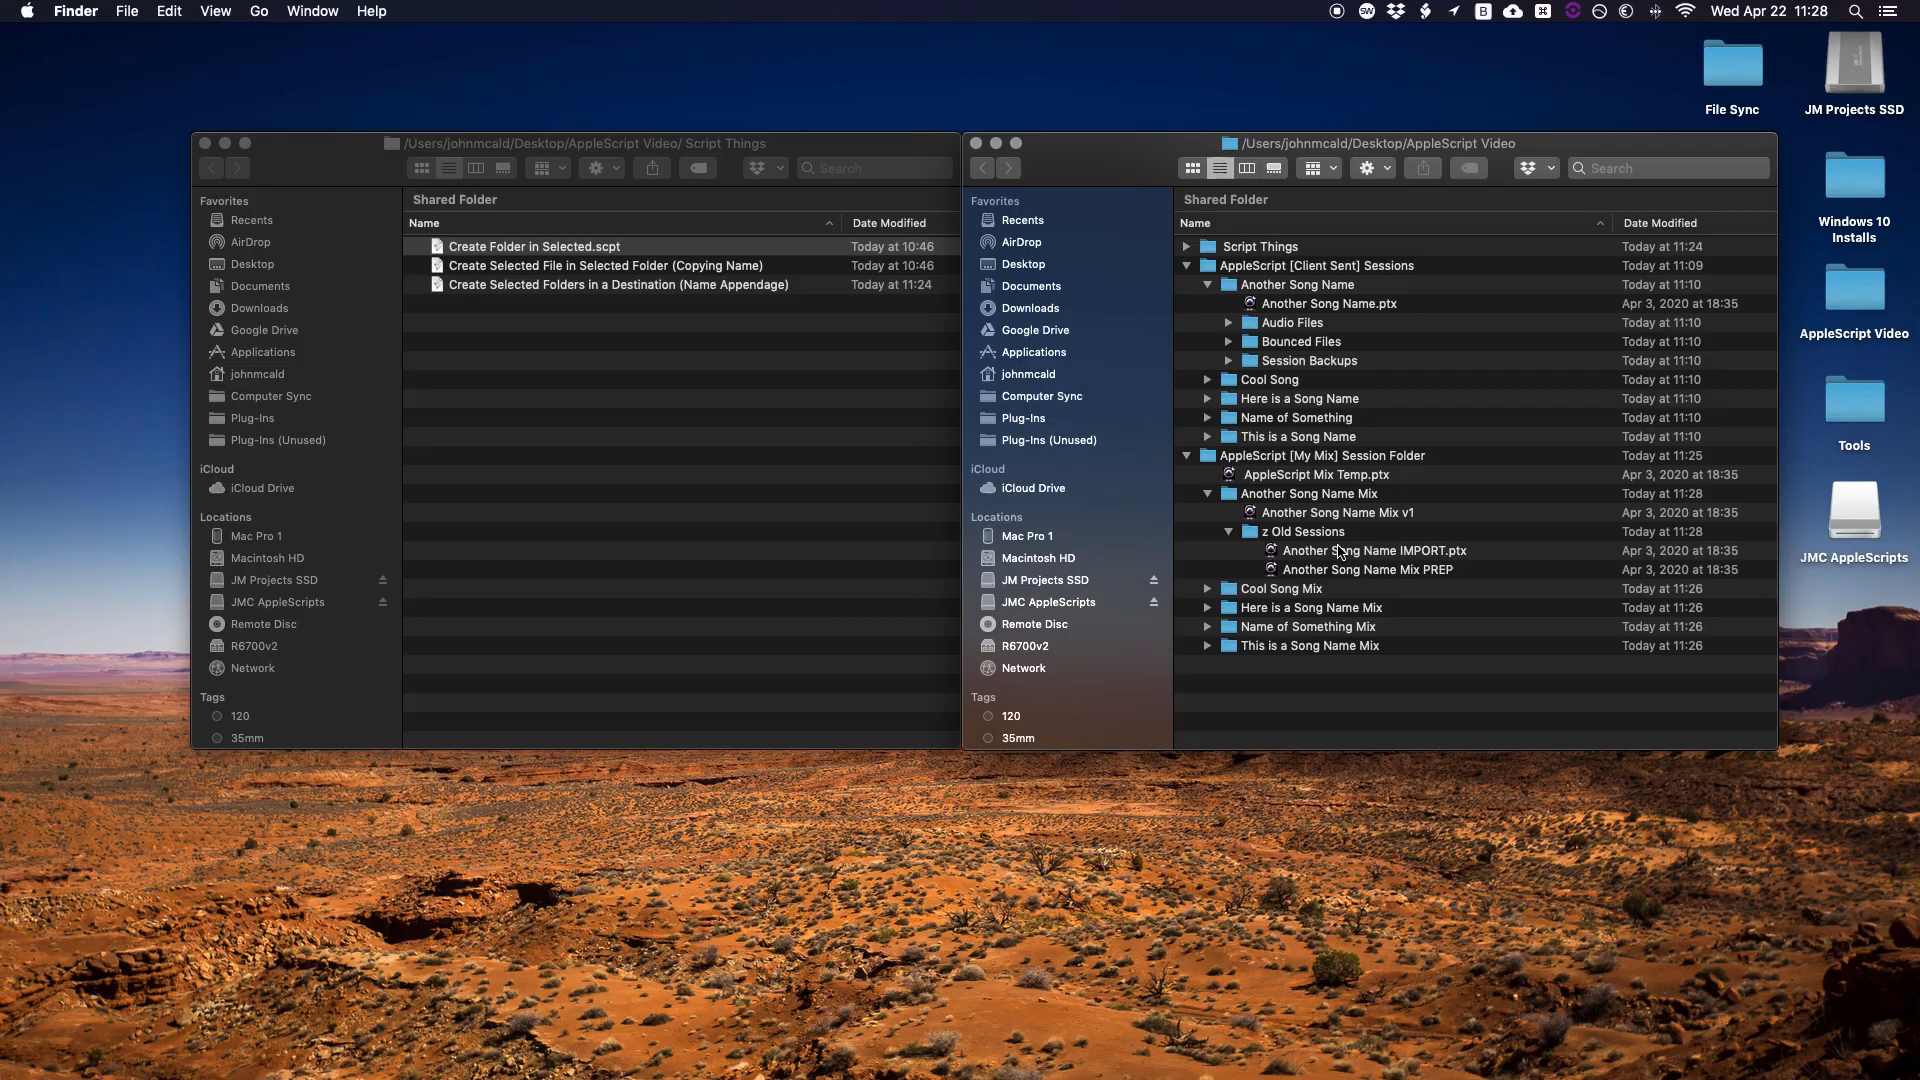 Finder File Edit View Go Window Help
Wed Apr 22 11:28
File Sync
JM Projects SSD
Windows 10
Installs
AppleScript Video
Tools
JMC AppleScripts
/Users/johnmcald/Desktop/AppleScript Video/ Script Things
Search
Favorites
Recents
AirDrop
Desktop
Documents
Downloads
Google Drive
Applications
johnmcald
Computer Sync
Plug-Ins
Plug-Ins (Unused)
iCloud
iCloud Drive
Locations
Mac Pro 1
Macintosh HD
JM Projects SSD
JMC AppleScripts
Remote Disc
R6700v2
Network
Tags
120
35mm
Shared Folder
Name Date Modified
Create Folder in Selected.scpt Today at 10:46
Create Selected File in Selected Folder (Copying Name) Today at 10:46
Create Selected Folders in a Destination (Name Appendage) Today at 11:24
/Users/johnmcald/Desktop/AppleScript Video
Search
Favorites
Recents
AirDrop
Desktop
Documents
Downloads
Google Drive
Applications
johnmcald
Computer Sync
Plug-Ins
Plug-Ins (Unused)
iCloud
iCloud Drive
Locations
Mac Pro 1
Macintosh HD
JM Projects SSD
JMC AppleScripts
Remote Disc
R6700v2
Network
Tags
120
35mm
Shared Folder
Name Date Modified
Script Things Today at 11:24
AppleScript [Client Sent] Sessions Today at 11:09
Another Song Name Today at 11:10
Another Song Name.ptx Apr 3, 2020 at 18:35
Audio Files Today at 11:10
Bounced Files Today at 11:10
Session Backups Today at 11:10
Cool Song Today at 11:10
Here is a Song Name Today at 11:10
Name of Something Today at 11:10
This is a Song Name Today at 11:10
AppleScript [My Mix] Session Folder Today at 11:25
AppleScript Mix Temp.ptx Apr 3, 2020 at 18:35
Another Song Name Mix Today at 11:28
Another Song Name Mix v1 Apr 3, 2020 at 18:35
z Old Sessions Today at 11:28
Another Song Name IMPORT.ptx Apr 3, 2020 at 18:35
Another Song Name Mix PREP Apr 3, 2020 at 18:35
Cool Song Mix Today at 11:26
Here is a Song Name Mix Today at 11:26
Name of Something Mix Today at 11:26
This is a Song Name Mix Today at 11:26